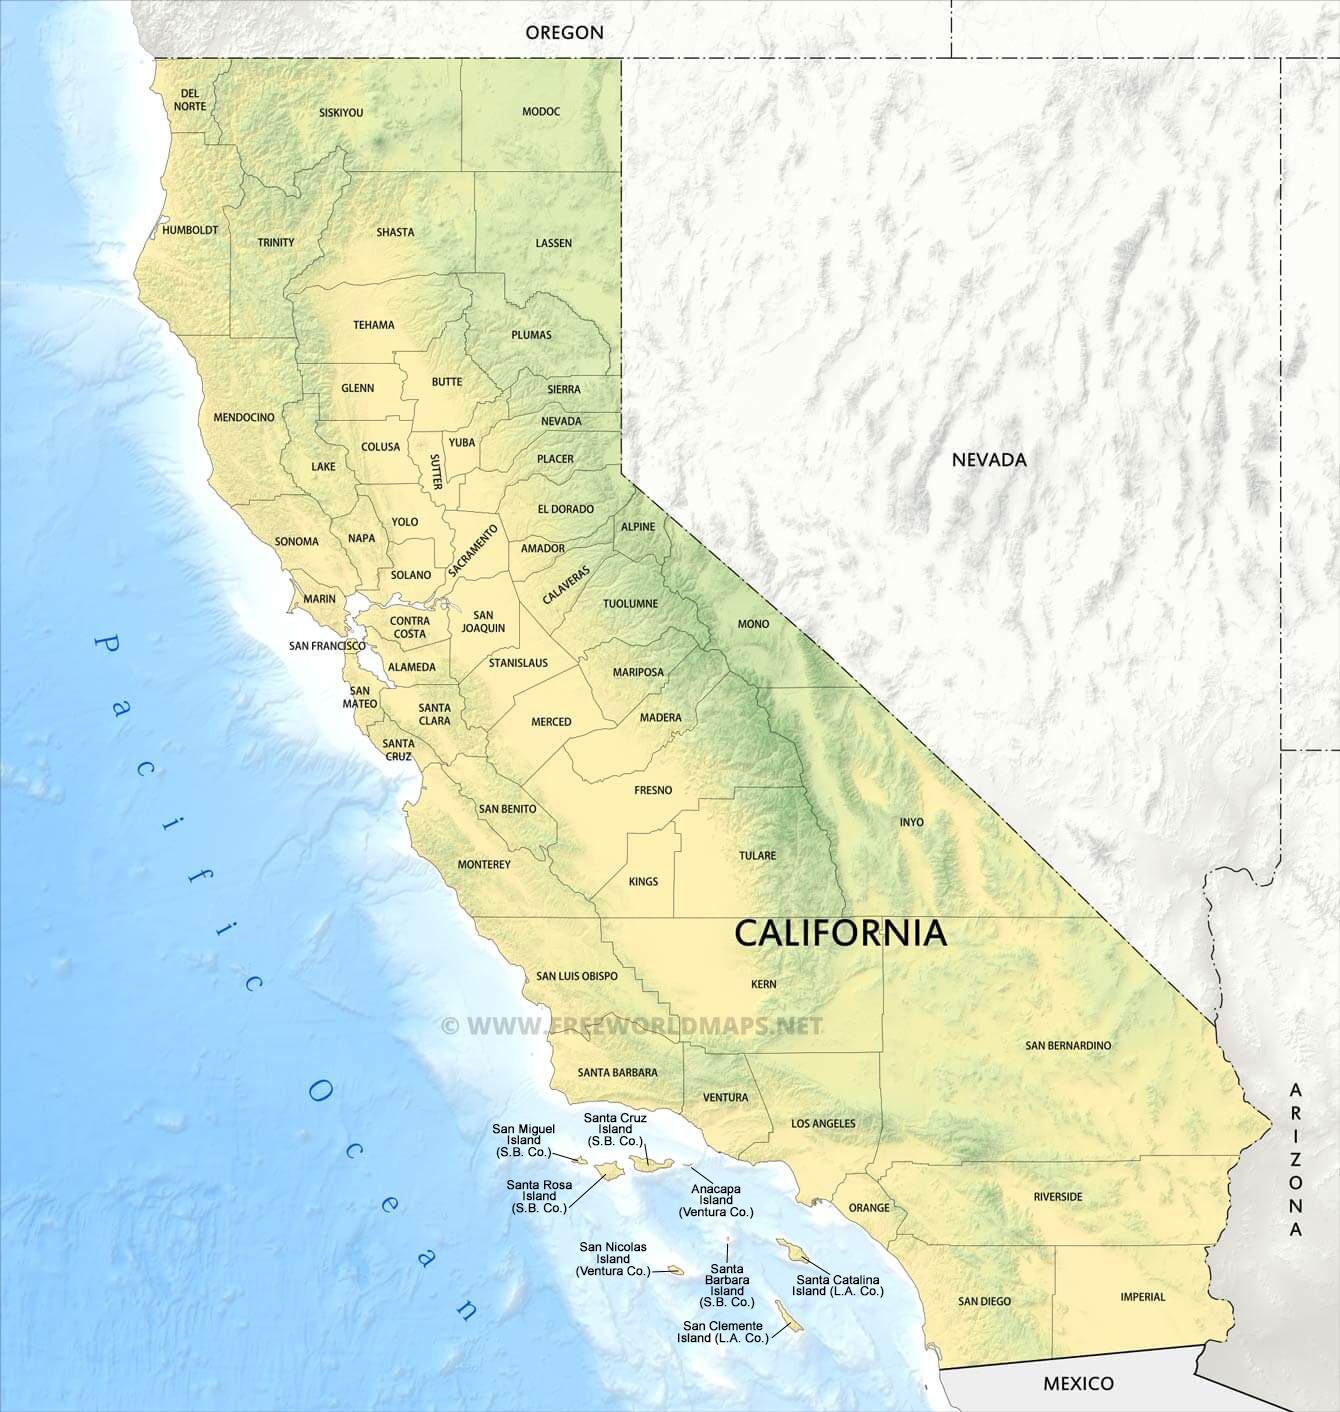 OREGON
DEL
NORTE
SISKIYOU
MODOC
HUMBOLDT
TRINITY
SHASTA
LASSEN
TEHAMA
PLUMAS
GLENN
BUTTE
SIERRA
MENDOCINO
NEVADA
COLUSA
YUBA
SUTTER
PLACER
LAKE
NEVADA
EL DORADO
YOLO
ALPINE
SONOMA
NAPA
SACRAMENTO
AMADOR
SOLANO
CALAVERAS
MARIN
TUOLUMNE
CONTRA
COSTA
SAN
JOAQUIN
MONO
SAN FRANCISCO
ALAMEDA
STANISLAUS
MARIPOSA
SAN
MATEO
SANTA
CLARA
MERCED
MADERA
SANTA
CRUZ
FRESNO
SAN BENITO
INYO
MONTEREY
TULARE
KINGS
CALIFORNIA
SAN LUIS OBISPO
KERN
© WWW.FREEWORLDMAPS.NET
SAN BERNARDINO
SANTA BARBARA
VENTURA
LOS ANGELES
ARIZONA
Pacific Ocean
San Miguel
Island
(S.B. Co.)
Santa Cruz
Island
(S.B. Co.)
Santa Rosa
Island
(S.B. Co.)
Anacapa
Island
(Ventura Co.)
ORANGE
RIVERSIDE
San Nicolas
Island
(Ventura Co.)
Santa
Barbara
Island
(S.B. Co.)
Santa Catalina
Island (L.A. Co.)
San Clemente
Island (L.A. Co.)
SAN DIEGO
IMPERIAL
MEXICO